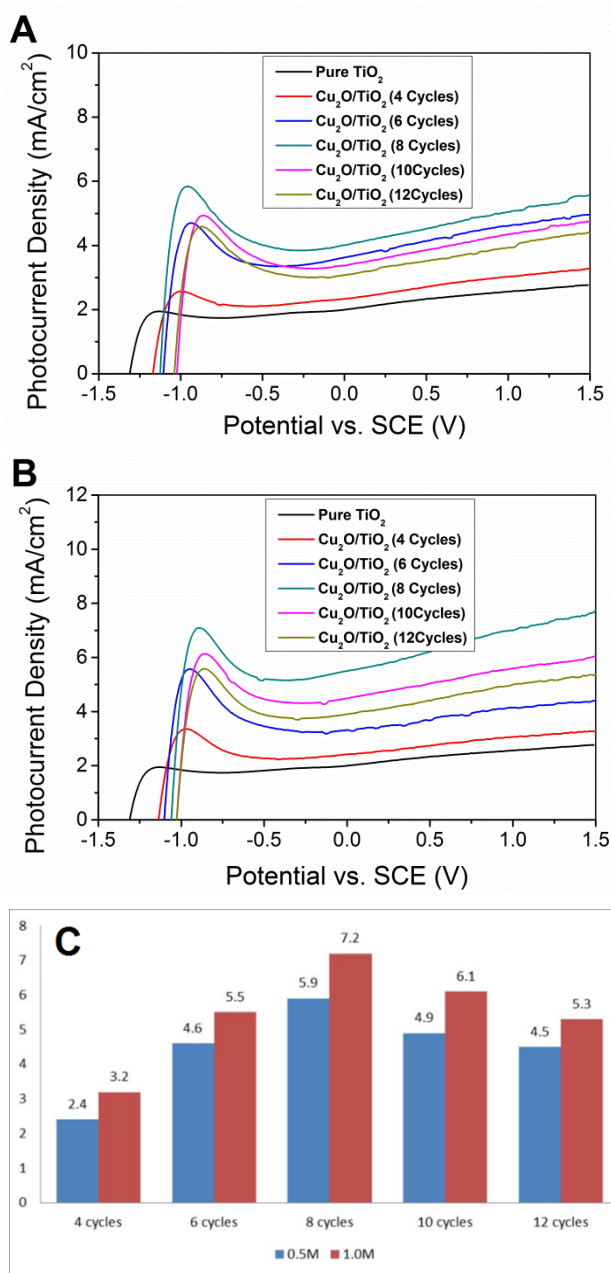 A
Photocurrent Density (mA/cm²)
10
8
6
4
2
0
Pure TiO₂
Cu₂O/TiO₂ (4 Cycles)
Cu₂O/TiO₂ (6 Cycles)
Cu₂O/TiO₂ (8 Cycles)
Cu₂O/TiO₂ (10Cycles)
Cu₂O/TiO₂ (12Cycles)
-1.5 -1.0 -0.5 0.0 0.5 1.0 1.5
Potential vs. SCE (V)
B
Photocurrent Density (mA/cm²)
12
10
8
6
4
2
0
Pure TiO₂
Cu₂O/TiO₂ (4 Cycles)
Cu₂O/TiO₂ (6 Cycles)
Cu₂O/TiO₂ (8 Cycles)
Cu₂O/TiO₂ (10Cycles)
Cu₂O/TiO₂ (12Cycles)
-1.5 -1.0 -0.5 0.0 0.5 1.0 1.5
Potential vs. SCE (V)
C
8
7
6
5
4
3
2
1
0
2.4 3.2 4.6 5.5 5.9 7.2 4.9 6.1 4.5 5.3
4 cycles 6 cycles 8 cycles 10 cycles 12 cycles
0.5M 1.0M